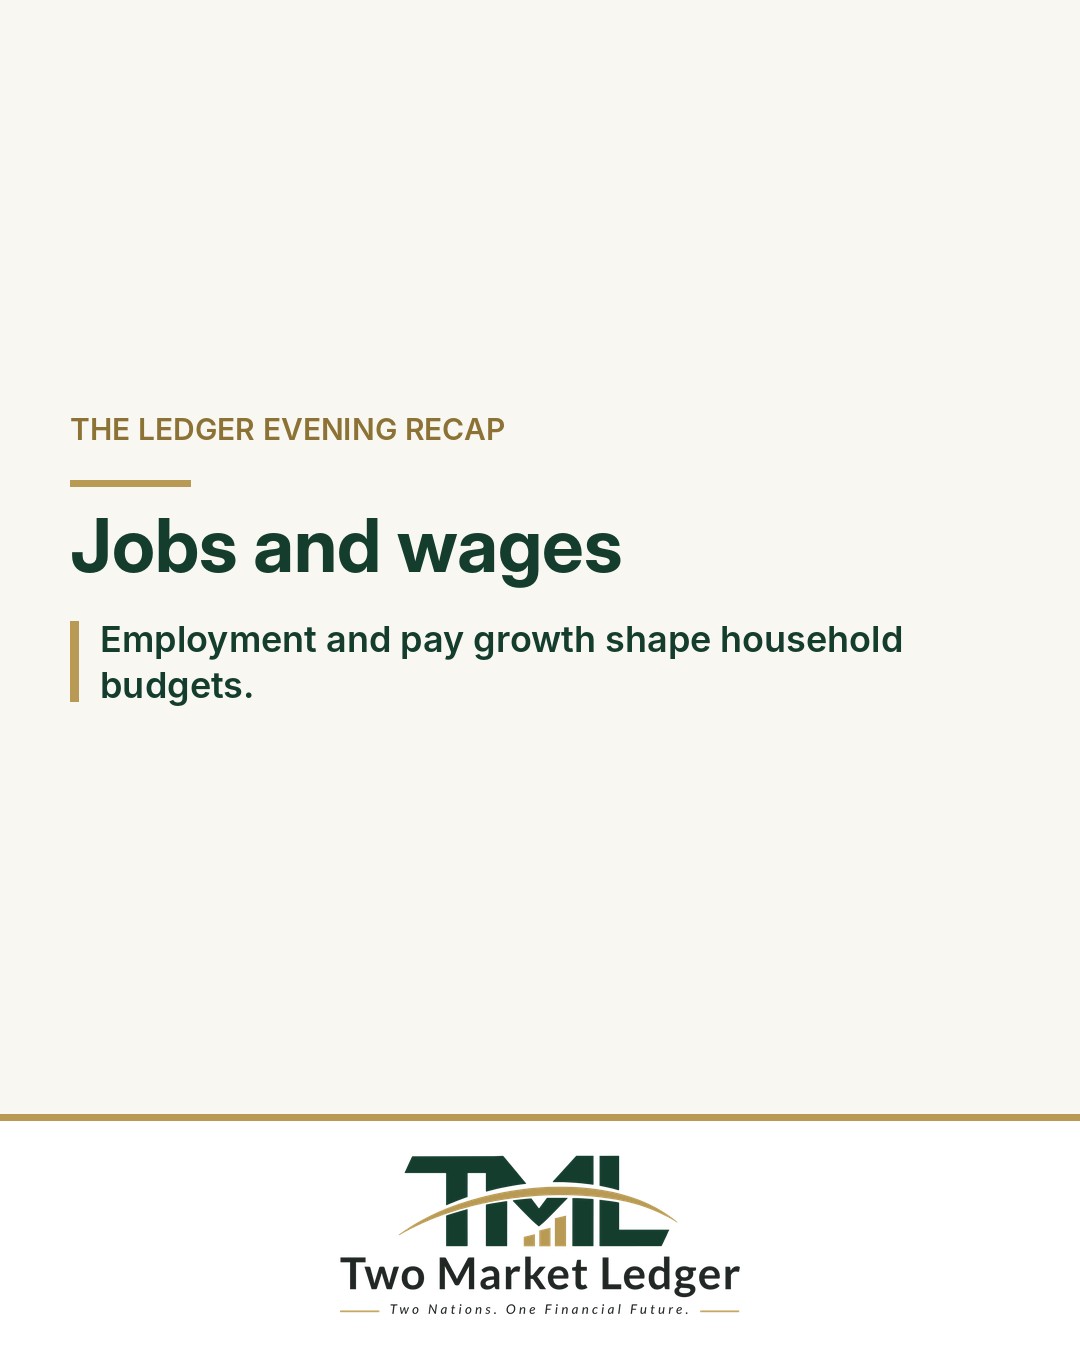 THE LEDGER EVENING RECAP
Jobs and wages
Employment and pay growth shape household
budgets.
TML
Two Market Ledger
Two Nations. One Financial Future.